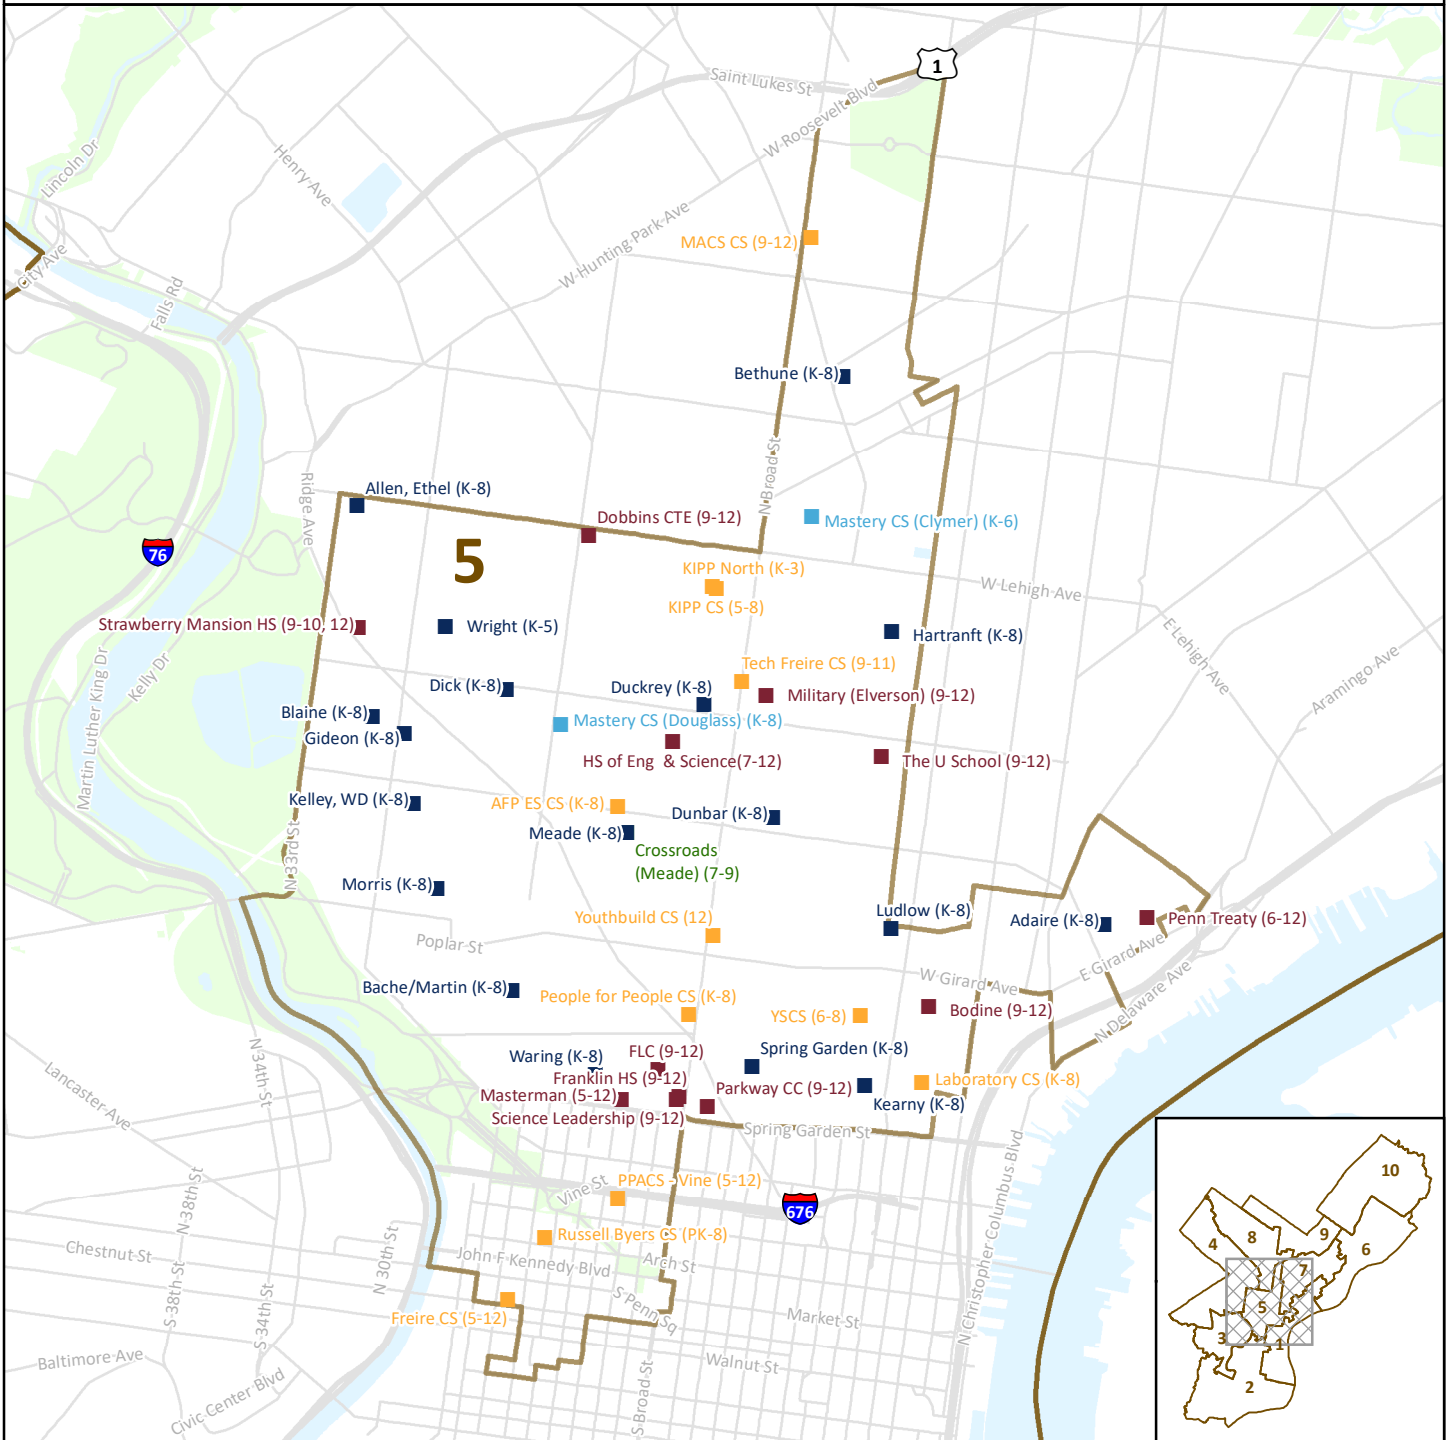 1
Saint Lukes St
W Roosevelt Blvd
Lincoln Dr
Henry Ave
W Hunting Park Ave
MACS CS (9-12)
City Ave
Falls Rd
Bethune (K-8)
N Broad St
Ridge Ave
Allen, Ethel (K-8)
Dobbins CTE (9-12)
Mastery CS (Clymer) (K-6)
76
5
KIPP North (K-3)
KIPP CS (5-8)
W Lehigh Ave
Strawberry Mansion HS (9-10, 12)
Wright (K-5)
Hartranft (K-8)
E Lehigh Ave
Aramingo Ave
Kelly Dr
Martin Luther King Dr
Tech Freire CS (9-11)
Dick (K-8)
Duckrey (K-8)
Military (Elverson) (9-12)
Blaine (K-8)
Mastery CS (Douglass) (K-8)
Gideon (K-8)
HS of Eng & Science(7-12)
The U School (9-12)
Kelley, WD (K-8)
AFP ES CS (K-8)
Dunbar (K-8)
Meade (K-8)
Crossroads
(Meade) (7-9)
N 33rd St
Morris (K-8)
Ludlow (K-8)
Youthbuild CS (12)
Adaire (K-8)
Penn Treaty (6-12)
Poplar St
E Girard Ave
W Girard Ave
N Delaware Ave
Bache/Martin (K-8)
People for People CS (K-8)
YSCS (6-8)
Bodine (9-12)
Waring (K-8)
FLC (9-12)
Spring Garden (K-8)
Franklin HS (9-12)
Masterman (5-12)
Parkway CC (9-12)
Laboratory CS (K-8)
Kearny (K-8)
Science Leadership (9-12)
Spring Garden St
N 34th St
Lancaster Ave
N 38th St
Vine St
PPACS - Vine (5-12)
676
N Christopher Columbus Blvd
Russell Byers CS (PK-8)
Chestnut St
N 30th St
John F Kennedy Blvd
Arch St
S 38th St
S 34th St
Freire CS (5-12)
S Penn Sq
Market St
Baltimore Ave
Walnut St
Civic Center Blvd
S Broad St
10
4
8
9
6
7
5
3
1
2